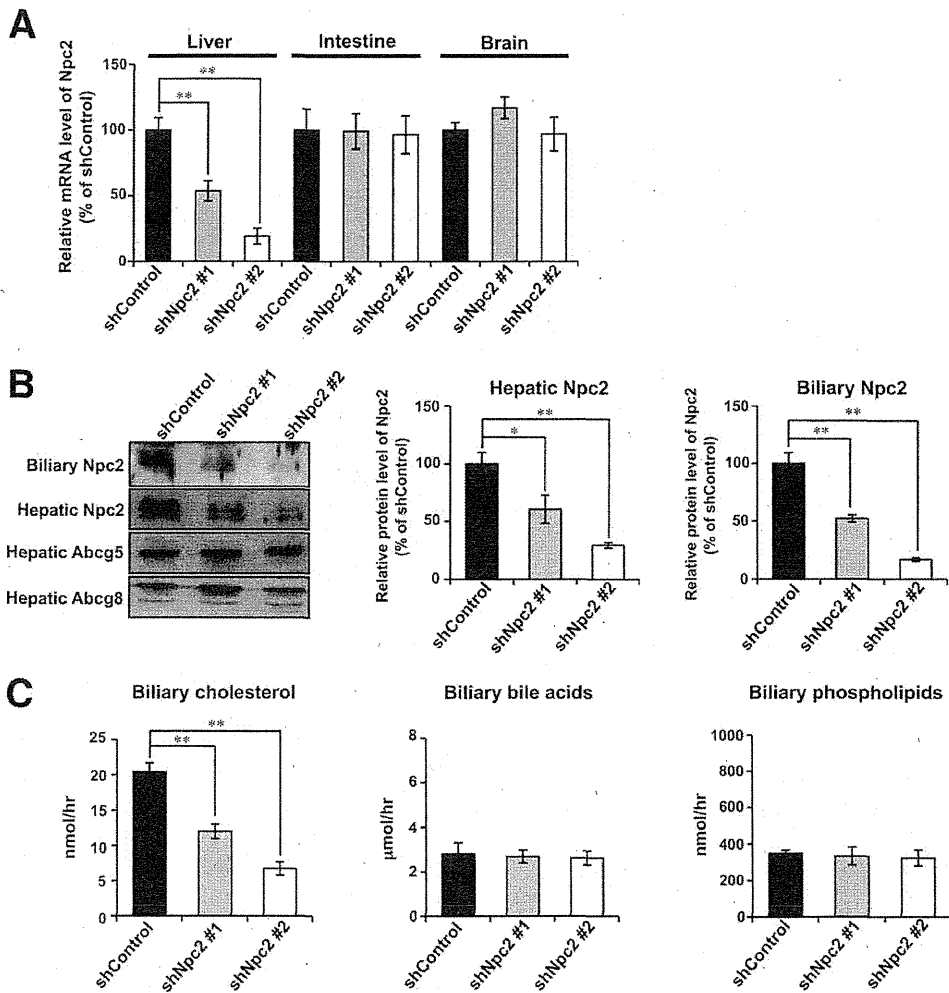 A
Liver Intestine Brain
Relative mRNA level of Npc2
(% of shControl)
150
100
50
0
** **
shControl shNpc2 #1 shNpc2 #2 shControl shNpc2 #1 shNpc2 #2 shControl shNpc2 #1 shNpc2 #2
B
shControl shNpc2 #1 shNpc2 #2
Biliary Npc2
Hepatic Npc2
Hepatic Abcg5
Hepatic Abcg8
Hepatic Npc2
Relative protein level of Npc2
(% of shControl)
150
100
50
0
**
*
shControl shNpc2 #1 shNpc2 #2
Biliary Npc2
Relative protein level of Npc2
(% of shControl)
150
100
50
0
**
**
shControl shNpc2 #1 shNpc2 #2
C
Biliary cholesterol
nmol/hr
25
20
15
10
5
0
**
**
shControl shNpc2 #1 shNpc2 #2
Biliary bile acids
µmol/hr
8
6
4
2
0
shControl shNpc2 #1 shNpc2 #2
Biliary phospholipids
nmol/hr
1000
800
600
400
200
0
shControl shNpc2 #1 shNpc2 #2